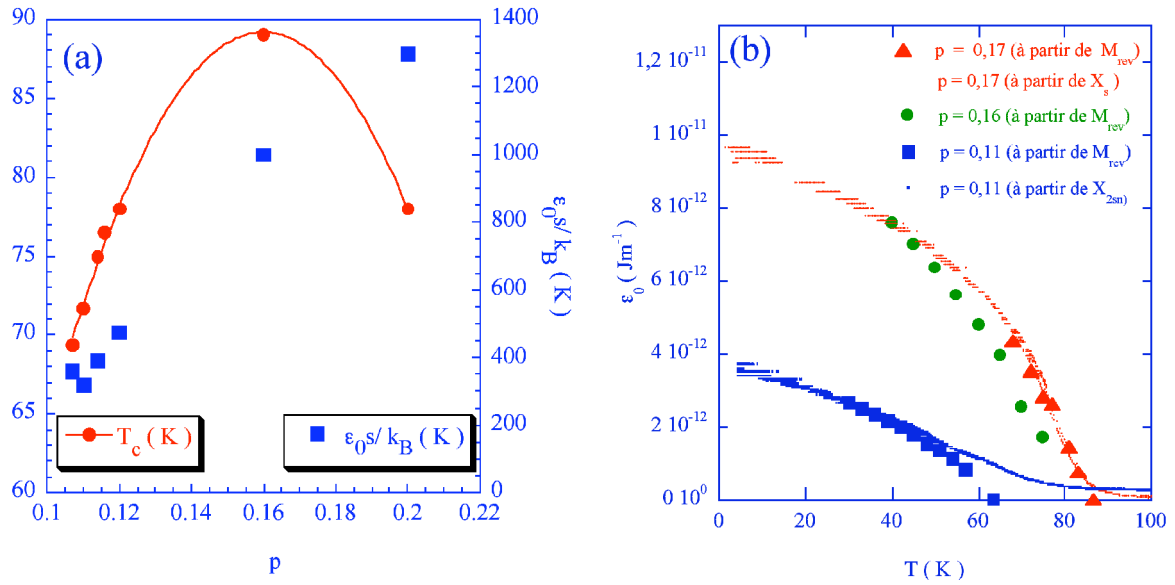 (a)
90
85
80
75
70
65
60
0.1
0.12
0.14
0.16
0.18
0.2
0.22
p
1400
1200
1000
800
600
400
200
0
ε0s/kB (K)
Tc (K)
ε0s/kB (K)
(b)
p = 0,17 (à partir de Mrev)
p = 0,17 (à partir de Xs)
p = 0,16 (à partir de Mrev)
p = 0,11 (à partir de Mrev)
p = 0,11 (à partir de X2sn)
1,2 10-11
1 10-11
8 10-12
6 10-12
4 10-12
2 10-12
0 100
ε0 (Jm-1)
0
20
40
60
80
100
T (K)